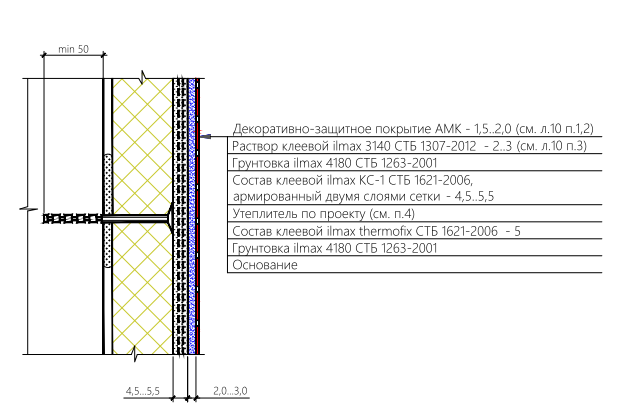 min 50
Декоративно-защитное покрытие АМК - 1,5..2,0 (см. л.10 п.1,2)
Раствор клеевой ilmax 3140 СТБ 1307-2012 - 2..3 (см. л.10 п.3)
Грунтовка ilmax 4180 СТБ 1263-2001
Состав клеевой ilmax КС-1 СТБ 1621-2006,
армированный двумя слоями сетки - 4,5..5,5
Утеплитель по проекту (см. п.4)
Состав клеевой ilmax thermofix СТБ 1621-2006 - 5
Грунтовка ilmax 4180 СТБ 1263-2001
Основание
4,5...5,5 2,0...3,0